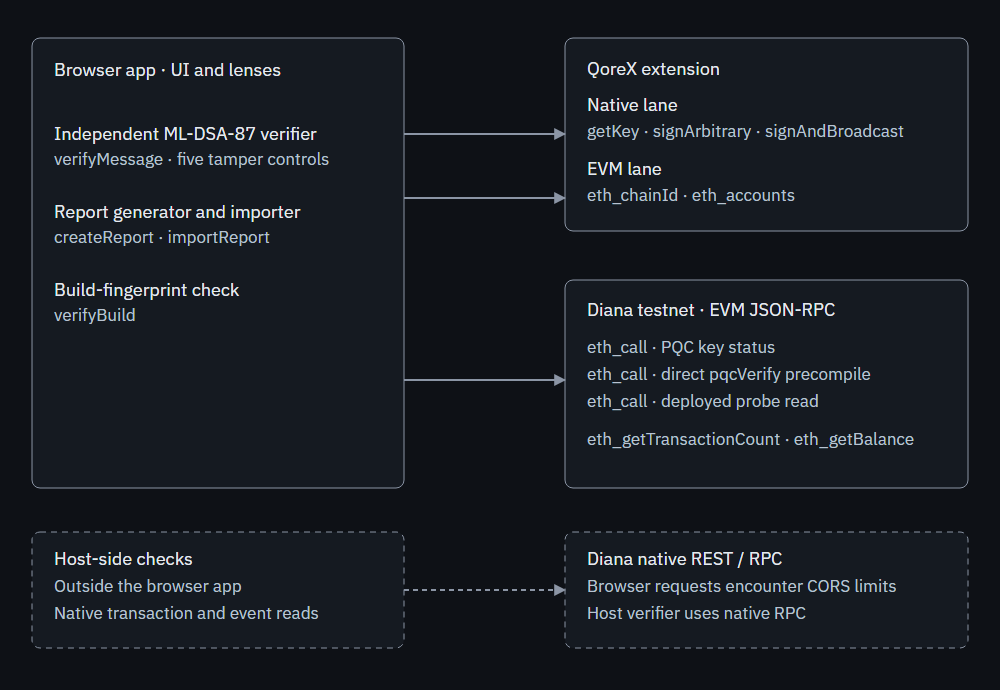 Browser app · UI and lenses
Independent ML-DSA-87 verifier
verifyMessage · five tamper controls
Report generator and importer
createReport · importReport
Build-fingerprint check
verifyBuild
QoreX extension
Native lane
getKey · signArbitrary · signAndBroadcast
EVM lane
eth_chainId · eth_accounts
Diana testnet · EVM JSON-RPC
eth_call · PQC key status
eth_call · direct pqcVerify precompile
eth_call · deployed probe read
eth_getTransactionCount · eth_getBalance
Host-side checks
Outside the browser app
Native transaction and event reads
Diana native REST / RPC
Browser requests encounter CORS limits
Host verifier uses native RPC